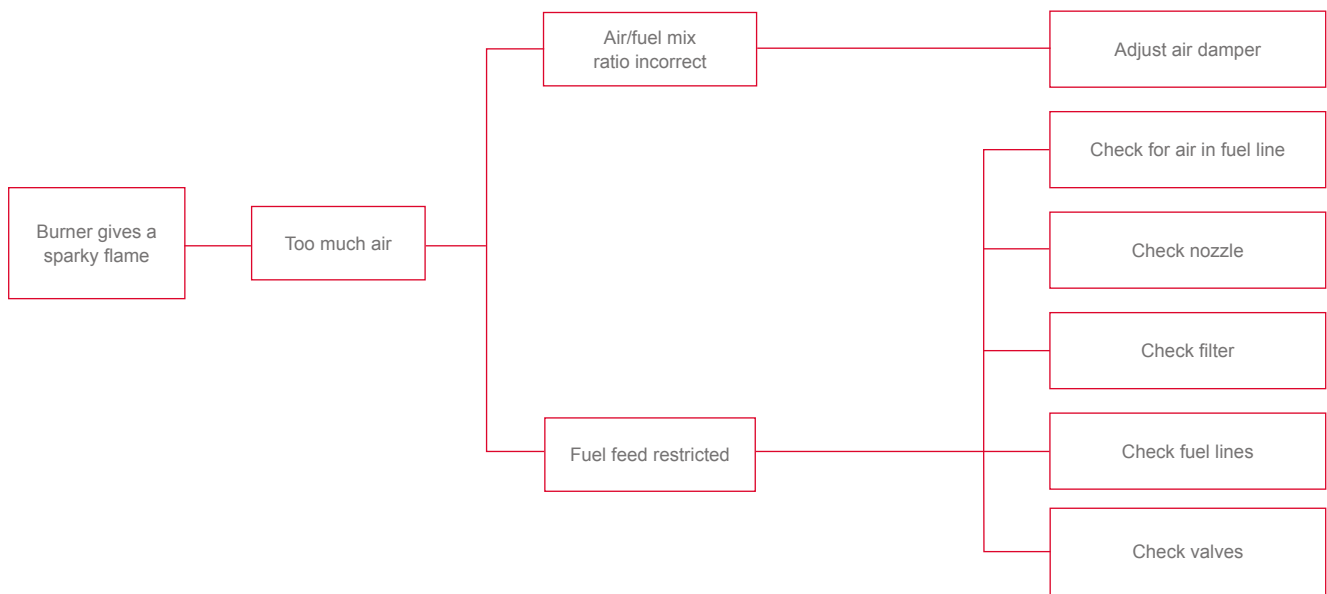 Burner gives a
sparky flame
Too much air
Air/fuel mix
ratio incorrect
Fuel feed restricted
Adjust air damper
Check for air in fuel line
Check nozzle
Check filter
Check fuel lines
Check valves